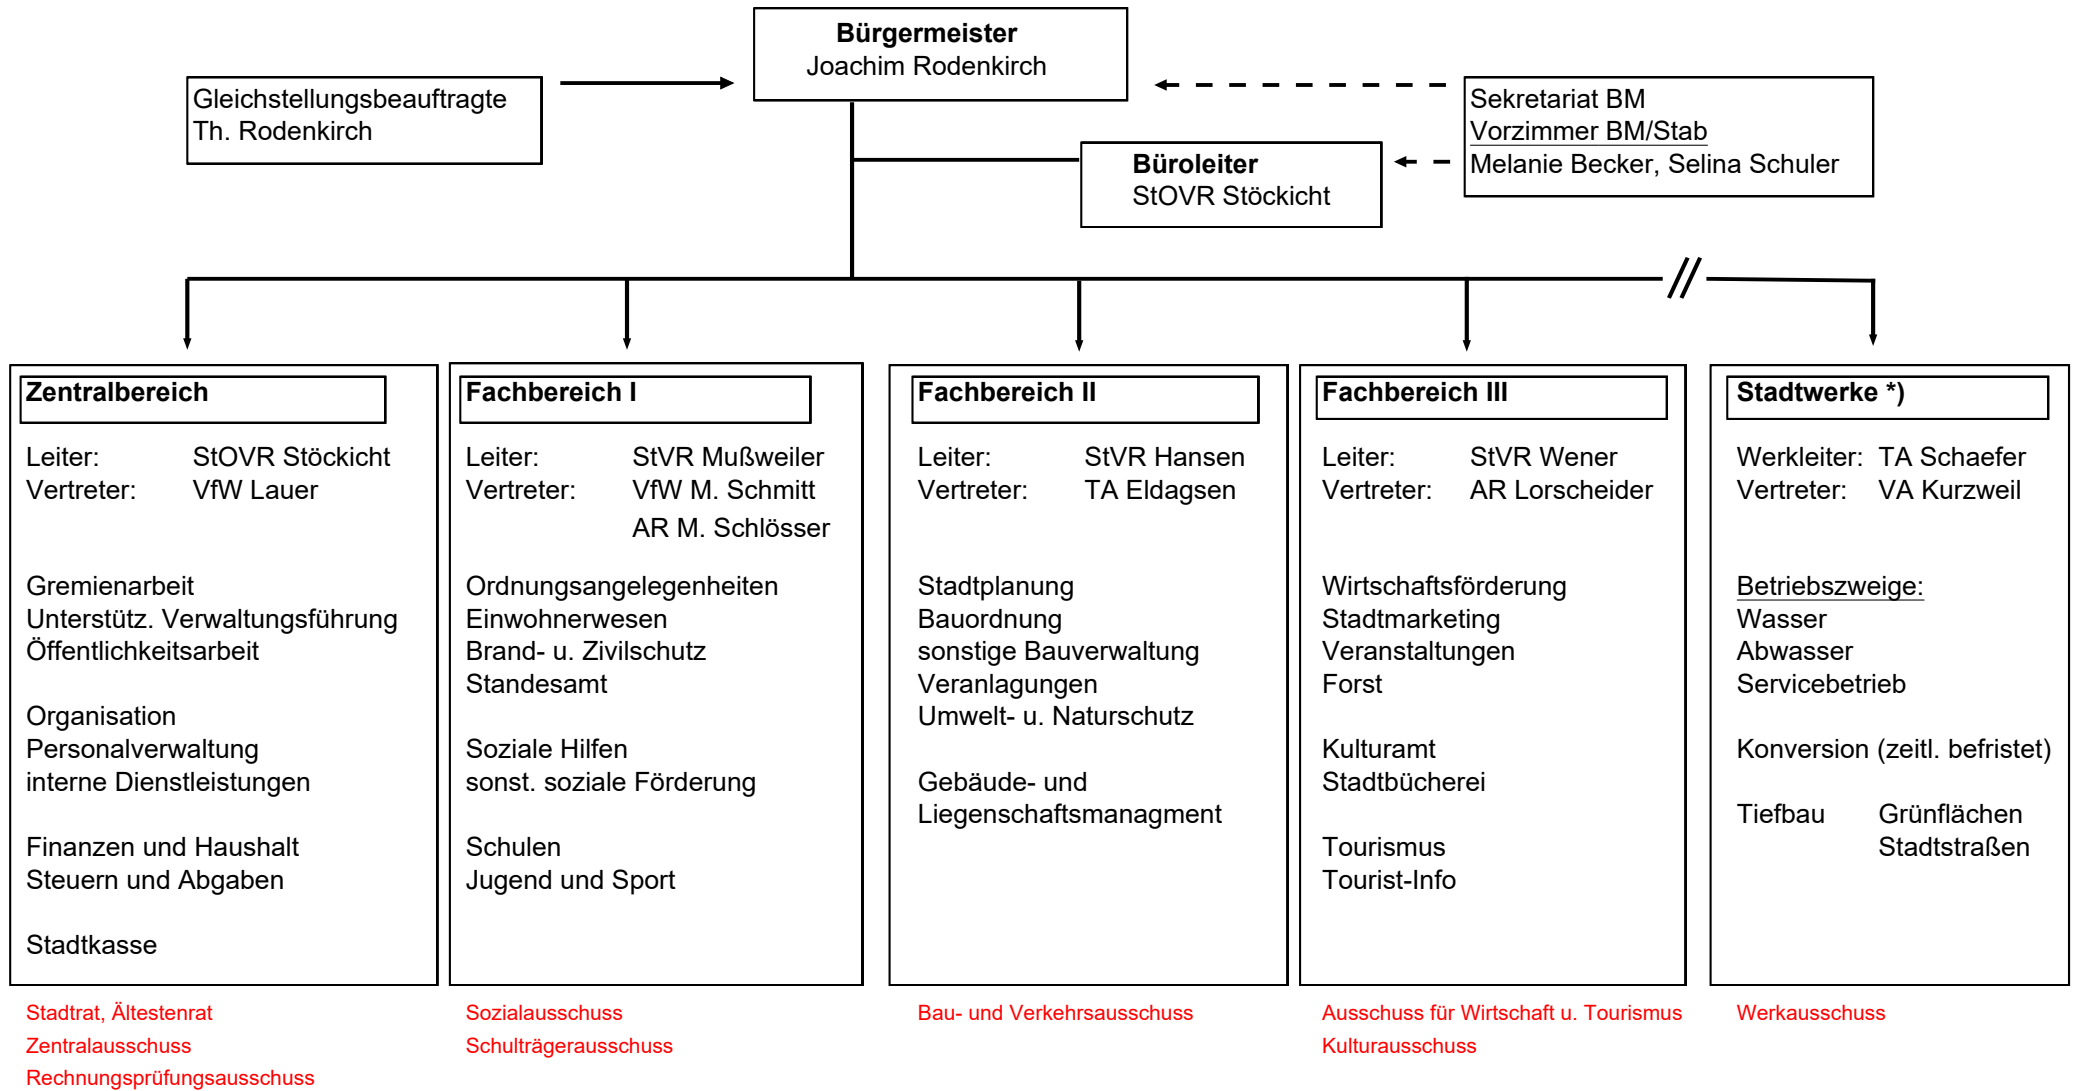 Bürgermeister
Joachim Rodenkirch
Gleichstellungsbeauftragte
Th. Rodenkirch
Sekretariat BM
Vorzimmer BM/Stab
Melanie Becker, Selina Schuler
Büroleiter
StOVR Stöckicht
Zentralbereich
Leiter: StOVR Stöckicht
Vertreter: VfW Lauer
Gremienarbeit
Unterstütz. Verwaltungsführung
Öffentlichkeitsarbeit
Organisation
Personalverwaltung
interne Dienstleistungen
Finanzen und Haushalt
Steuern und Abgaben
Stadtkasse
Stadtrat, Ältestenrat
Zentralausschuss
Rechnungsprüfungsausschuss
Fachbereich I
Leiter: StVR Mußweiler
Vertreter: VfW M. Schmitt
AR M. Schlösser
Ordnungsangelegenheiten
Einwohnerwesen
Brand- u. Zivilschutz
Standesamt
Soziale Hilfen
sonst. soziale Förderung
Schulen
Jugend und Sport
Sozialausschuss
Schulträgerausschuss
Fachbereich II
Leiter: StVR Hansen
Vertreter: TA Eldagsen
Stadtplanung
Bauordnung
sonstige Bauverwaltung
Veranlagungen
Umwelt- u. Naturschutz
Gebäude- und
Liegenschaftsmanagment
Bau- und Verkehrsausschuss
Fachbereich III
Leiter: StVR Wener
Vertreter: AR Lorscheider
Wirtschaftsförderung
Stadtmarketing
Veranstaltungen
Forst
Kulturamt
Stadtbücherei
Tourismus
Tourist-Info
Ausschuss für Wirtschaft u. Tourismus
Kulturausschuss
Stadtwerke *)
Werkleiter: TA Schaefer
Vertreter: VA Kurzweil
Betriebszweige:
Wasser
Abwasser
Servicebetrieb
Konversion (zeitl. befristet)
Tiefbau Grünflächen
Stadtstraßen
Werkausschuss